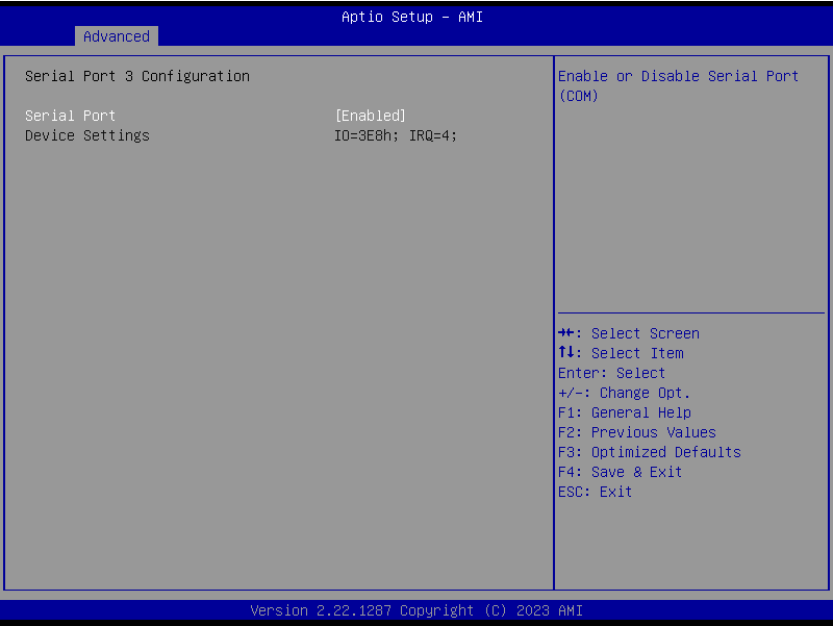 Aptio Setup – AMI
Advanced
Serial Port 3 Configuration
Serial Port [Enabled]
Device Settings IO=3E8h; IRQ=4;
Enable or Disable Serial Port
(COM)
→←: Select Screen
↑↓: Select Item
Enter: Select
+/-: Change Opt.
F1: General Help
F2: Previous Values
F3: Optimized Defaults
F4: Save & Exit
ESC: Exit
Version 2.22.1287 Copyright (C) 2023 AMI